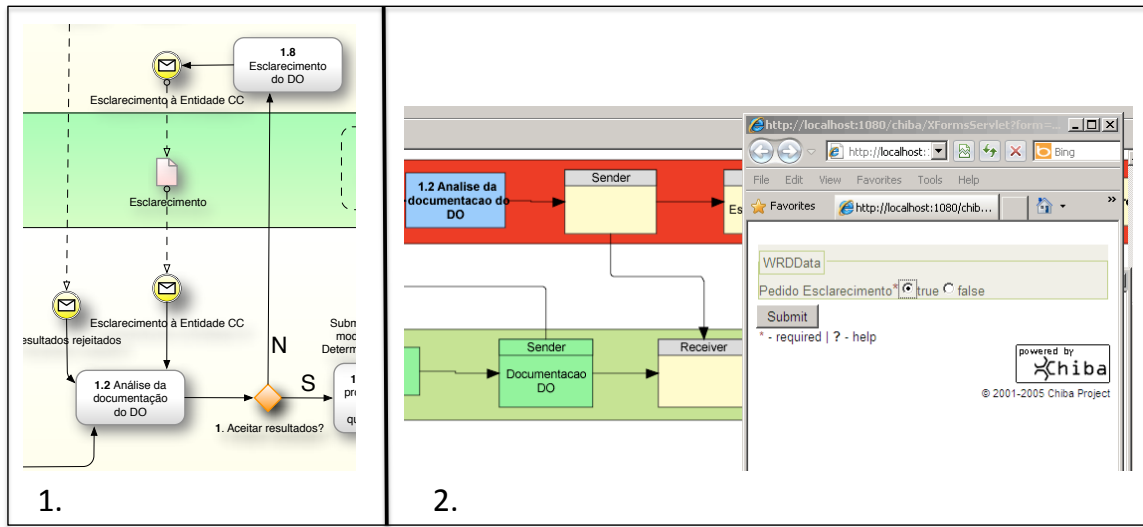 1.8
Esclarecimento
do DO
Esclarecimento à Entidade CC
Esclarecimento
Esclarecimento à Entidade CC
esultados rejeitados
N
1.2 Análise da
documentação
do DO
S
1. Aceitar resultados?
Subm
mod
Determ
1
pro
qu
1.
1.2 Analise da
documentacao do
DO
Sender
Es
Sender
Documentacao
DO
Receiver
http://localhost:1080/chiba/XFormsServlet?form=...
http://localhost:
Bing
File Edit View Favorites Tools Help
Favorites
http://localhost:1080/chib...
»
WRDData
Pedido Esclarecimento* true false
Submit
* - required | ? - help
powered by
Chiba
© 2001-2005 Chiba Project
2.